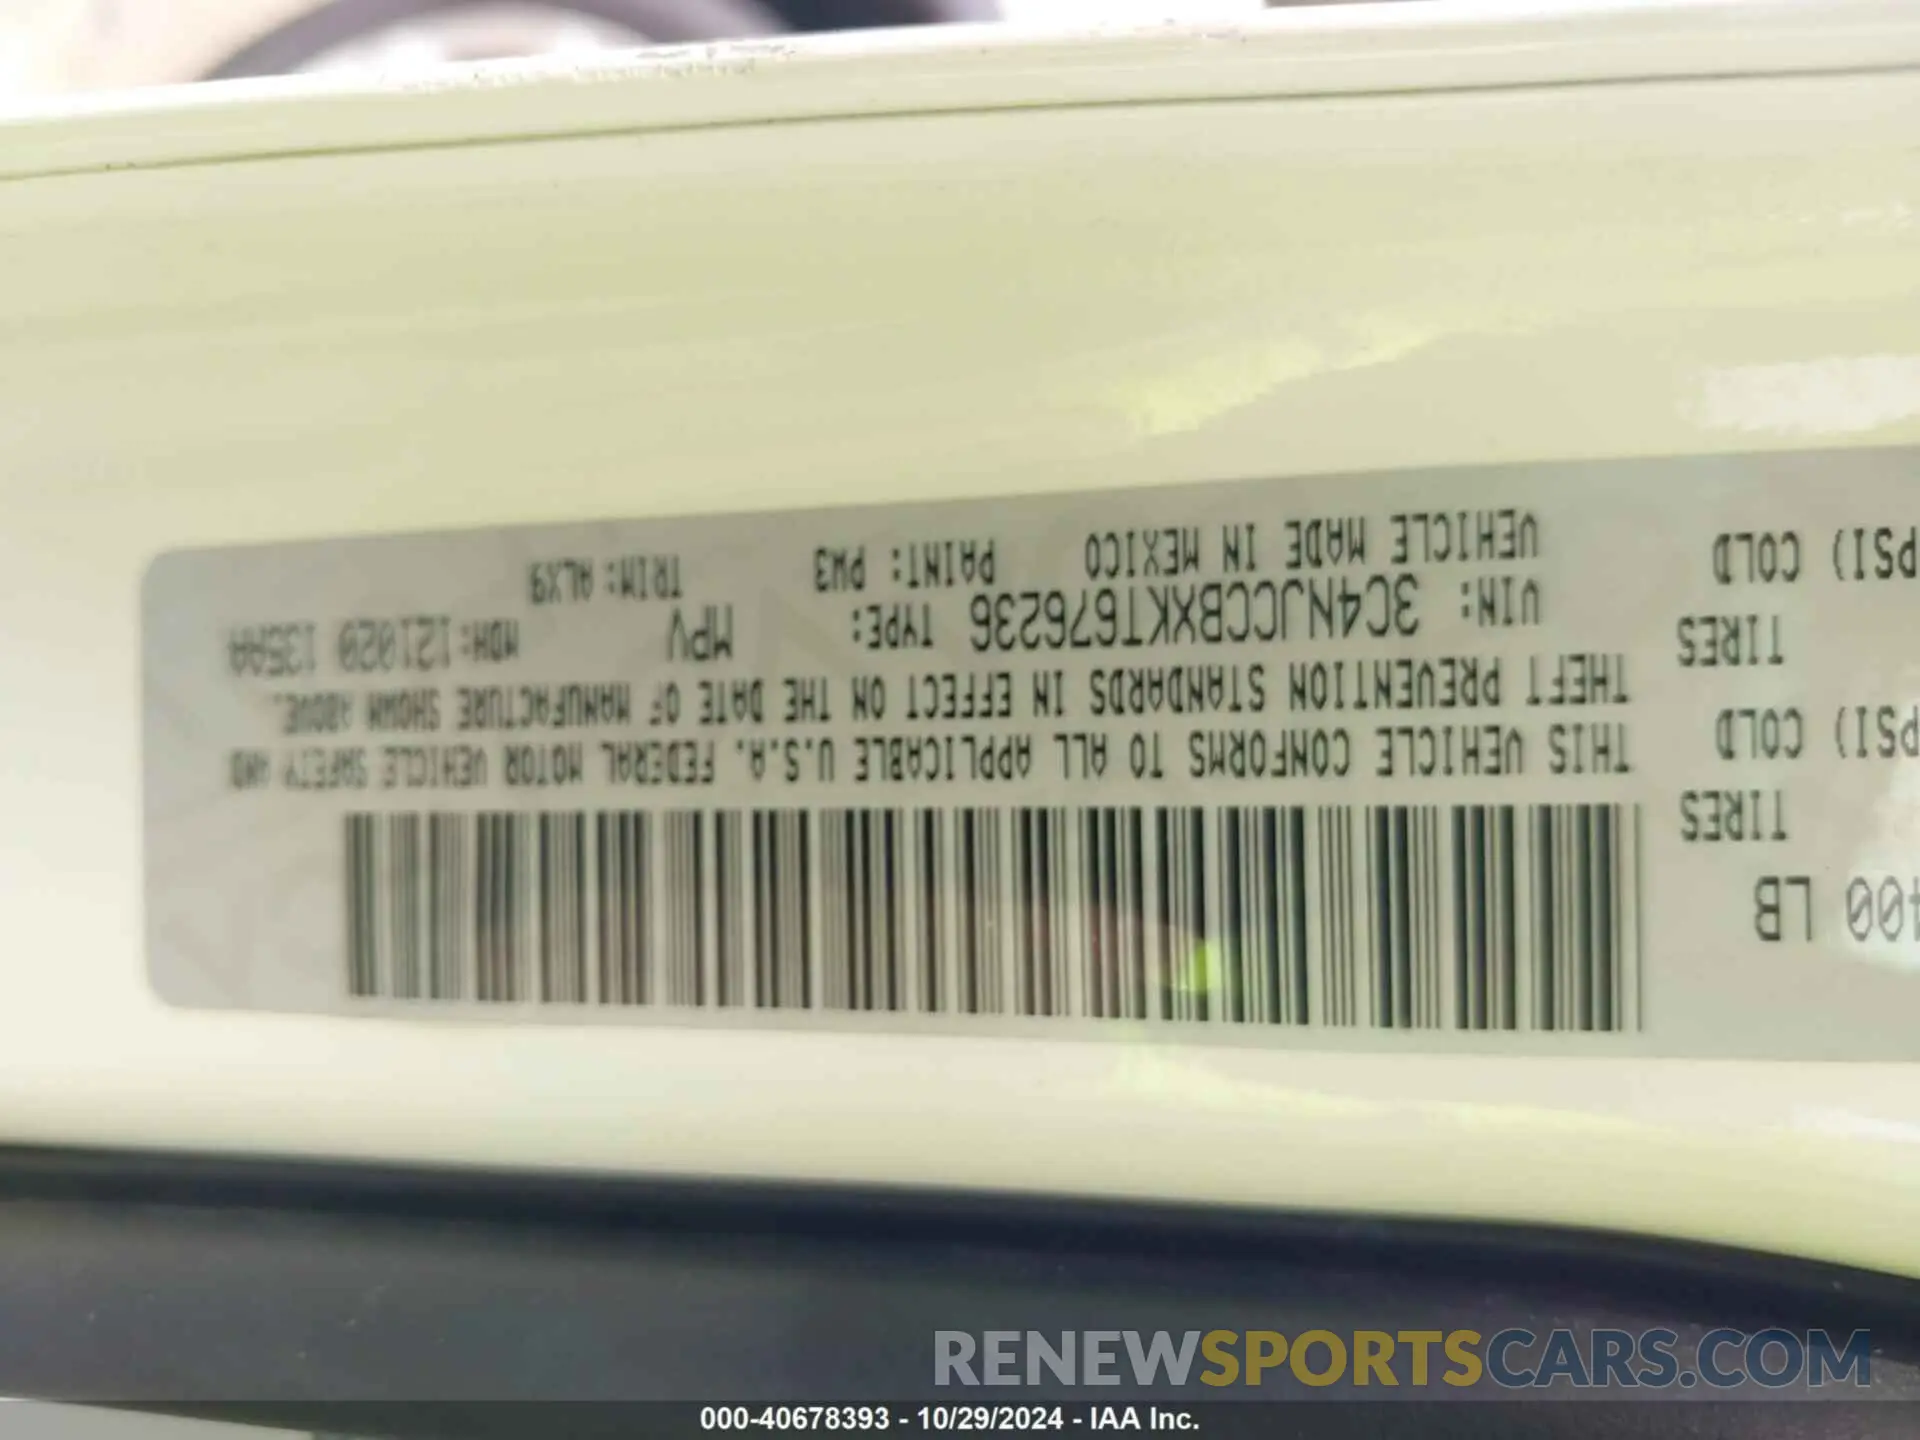 400 LB
TIRES
PSI) COLD
TIRES
PSI) COLD
THIS VEHICLE CONFORMS TO ALL APPLICABLE U.S.A. FEDERAL MOTOR VEHICLE SAFETY AND
THEFT PREVENTION STANDARDS IN EFFECT ON THE DATE OF MANUFACTURE SHOWN ABOVE.
VIN: 3C4NJCCBXKT676236 TYPE: MPV MDH:121020 135AA
VEHICLE MADE IN MEXICO PAINT: PW3 TRIM: ALX9
RENEWSPORTSCARS.COM
000-40678393 - 10/29/2024 - IAA Inc.